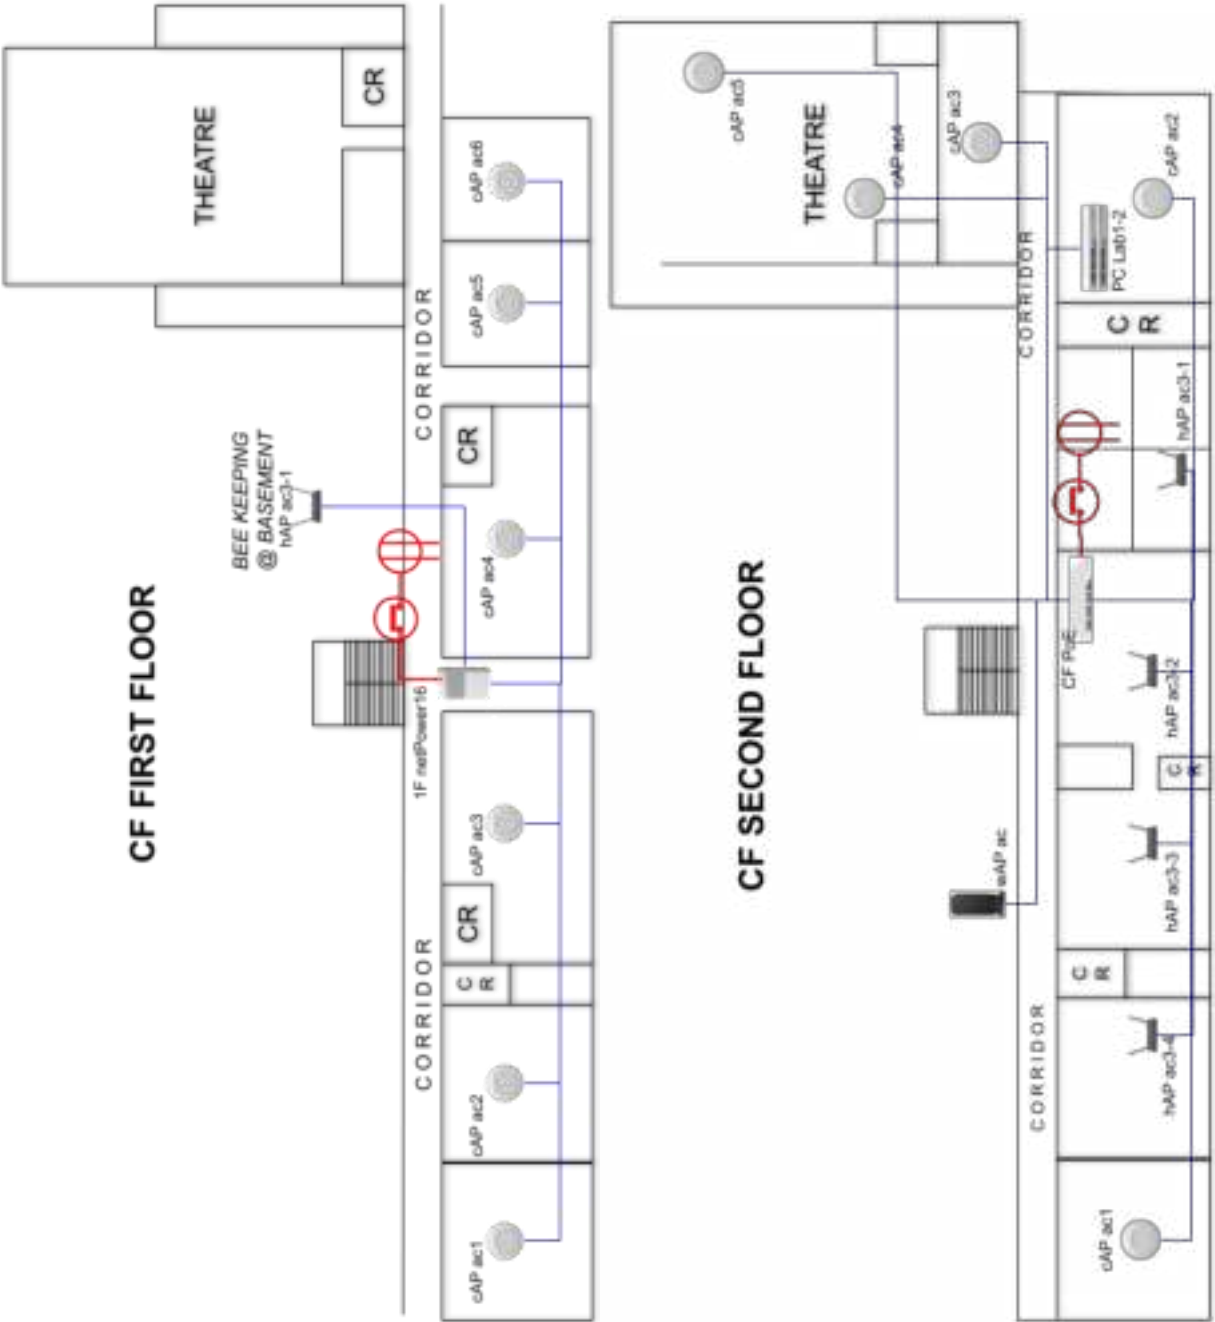 CF FIRST FLOOR
THEATRE
CR
BEE KEEPING
@ BASEMENT
hAP ac3-1
CORRIDOR
CORRIDOR
1F netPower16
cAP ac6
cAP ac5
CR
cAP ac4
cAP ac3
CR
C
R
cAP ac2
cAP ac1
CF SECOND FLOOR
THEATRE
cAP ac5
cAP ac4
cAP ac3
cAP ac2
PC Lab1-2
CORRIDOR
C
R
hAP ac3-1
CF PoE
hAP ac3-2
C
R
wAP ac
hAP ac3-3
C
R
CORRIDOR
hAP ac3-4
cAP ac1